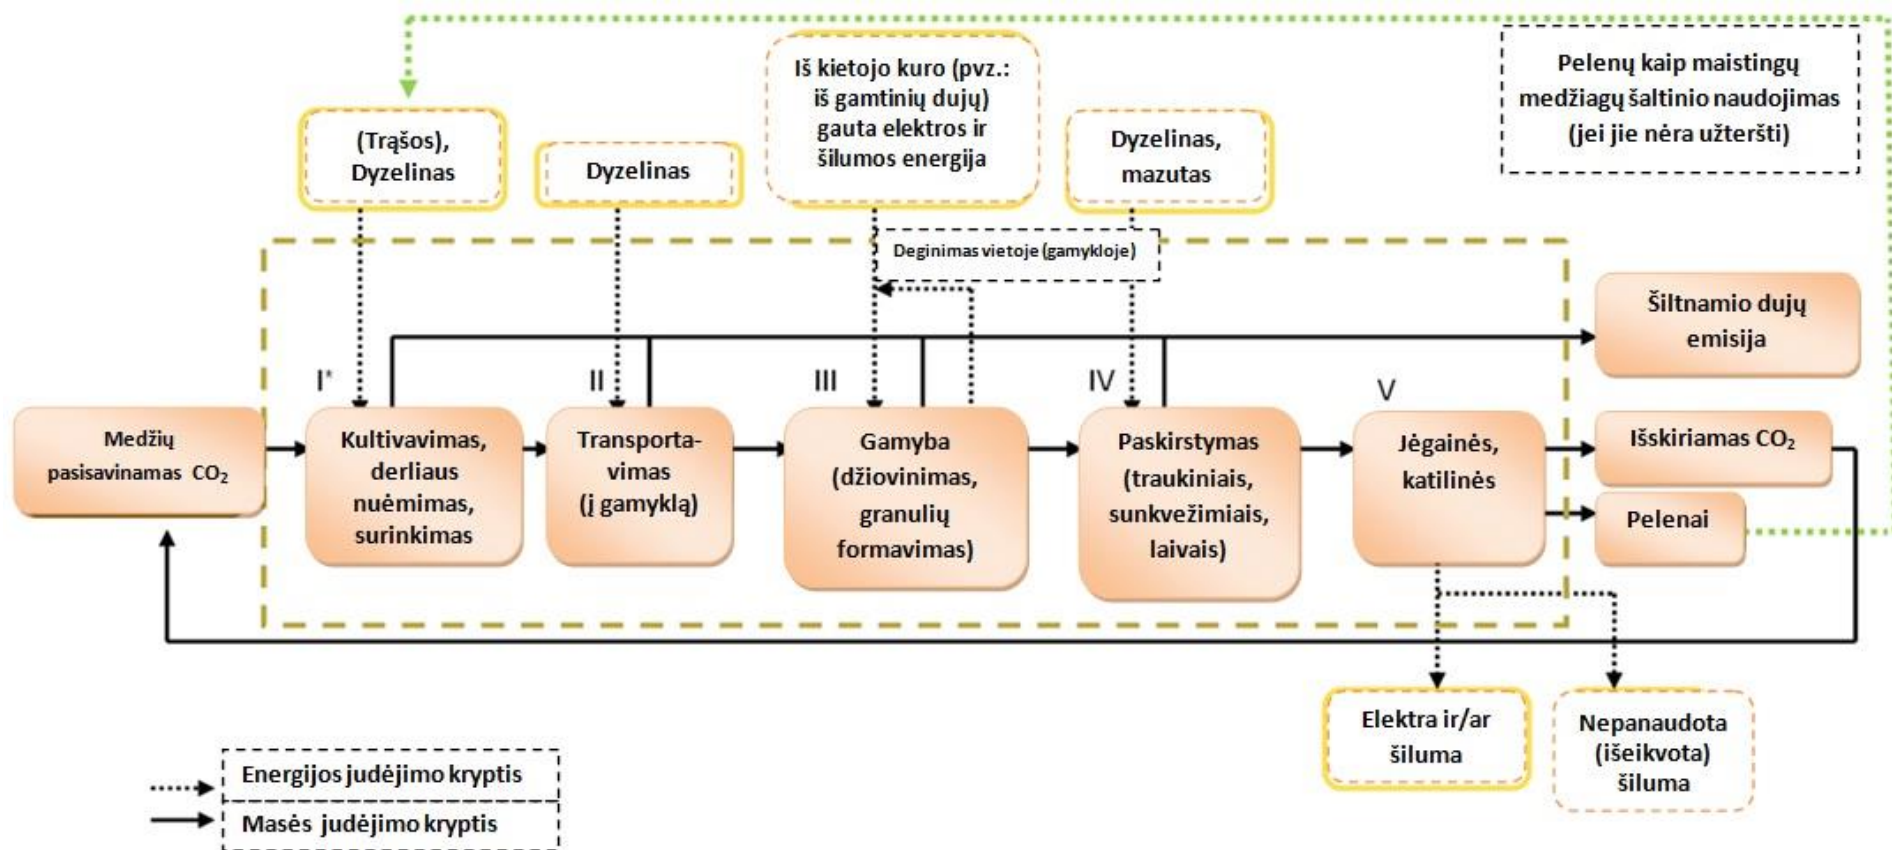 Iš kietojo kuro (pvz.:
iš gamtinių dujų)
gauta elektros ir
šilumos energija
Pelenų kaip maistingų
medžiagų šaltinio naudojimas
(jei jie nėra užteršti)
(Trąšos),
Dyzelinas
Dyzelinas
Dyzelinas,
mazutas
Deginimas vietoje (gamykloje)
Šiltnamio dujų
emisija
I*
II
III
IV
V
Medžių
pasisavinamas CO₂
Kultivavimas,
derliaus
nuėmimas,
surinkimas
Transporta-
vimas
(į gamyklą)
Gamyba
(džiovinimas,
granulių
formavimas)
Paskirstymas
(traukiniais,
sunkvežimiais,
laivais)
Jėgainės,
katilinės
Išskiriamas CO₂
Pelenai
Elektra ir/ar
šiluma
Nepanaudota
(išeikvota)
šiluma
Energijos judėjimo kryptis
Masės judėjimo kryptis